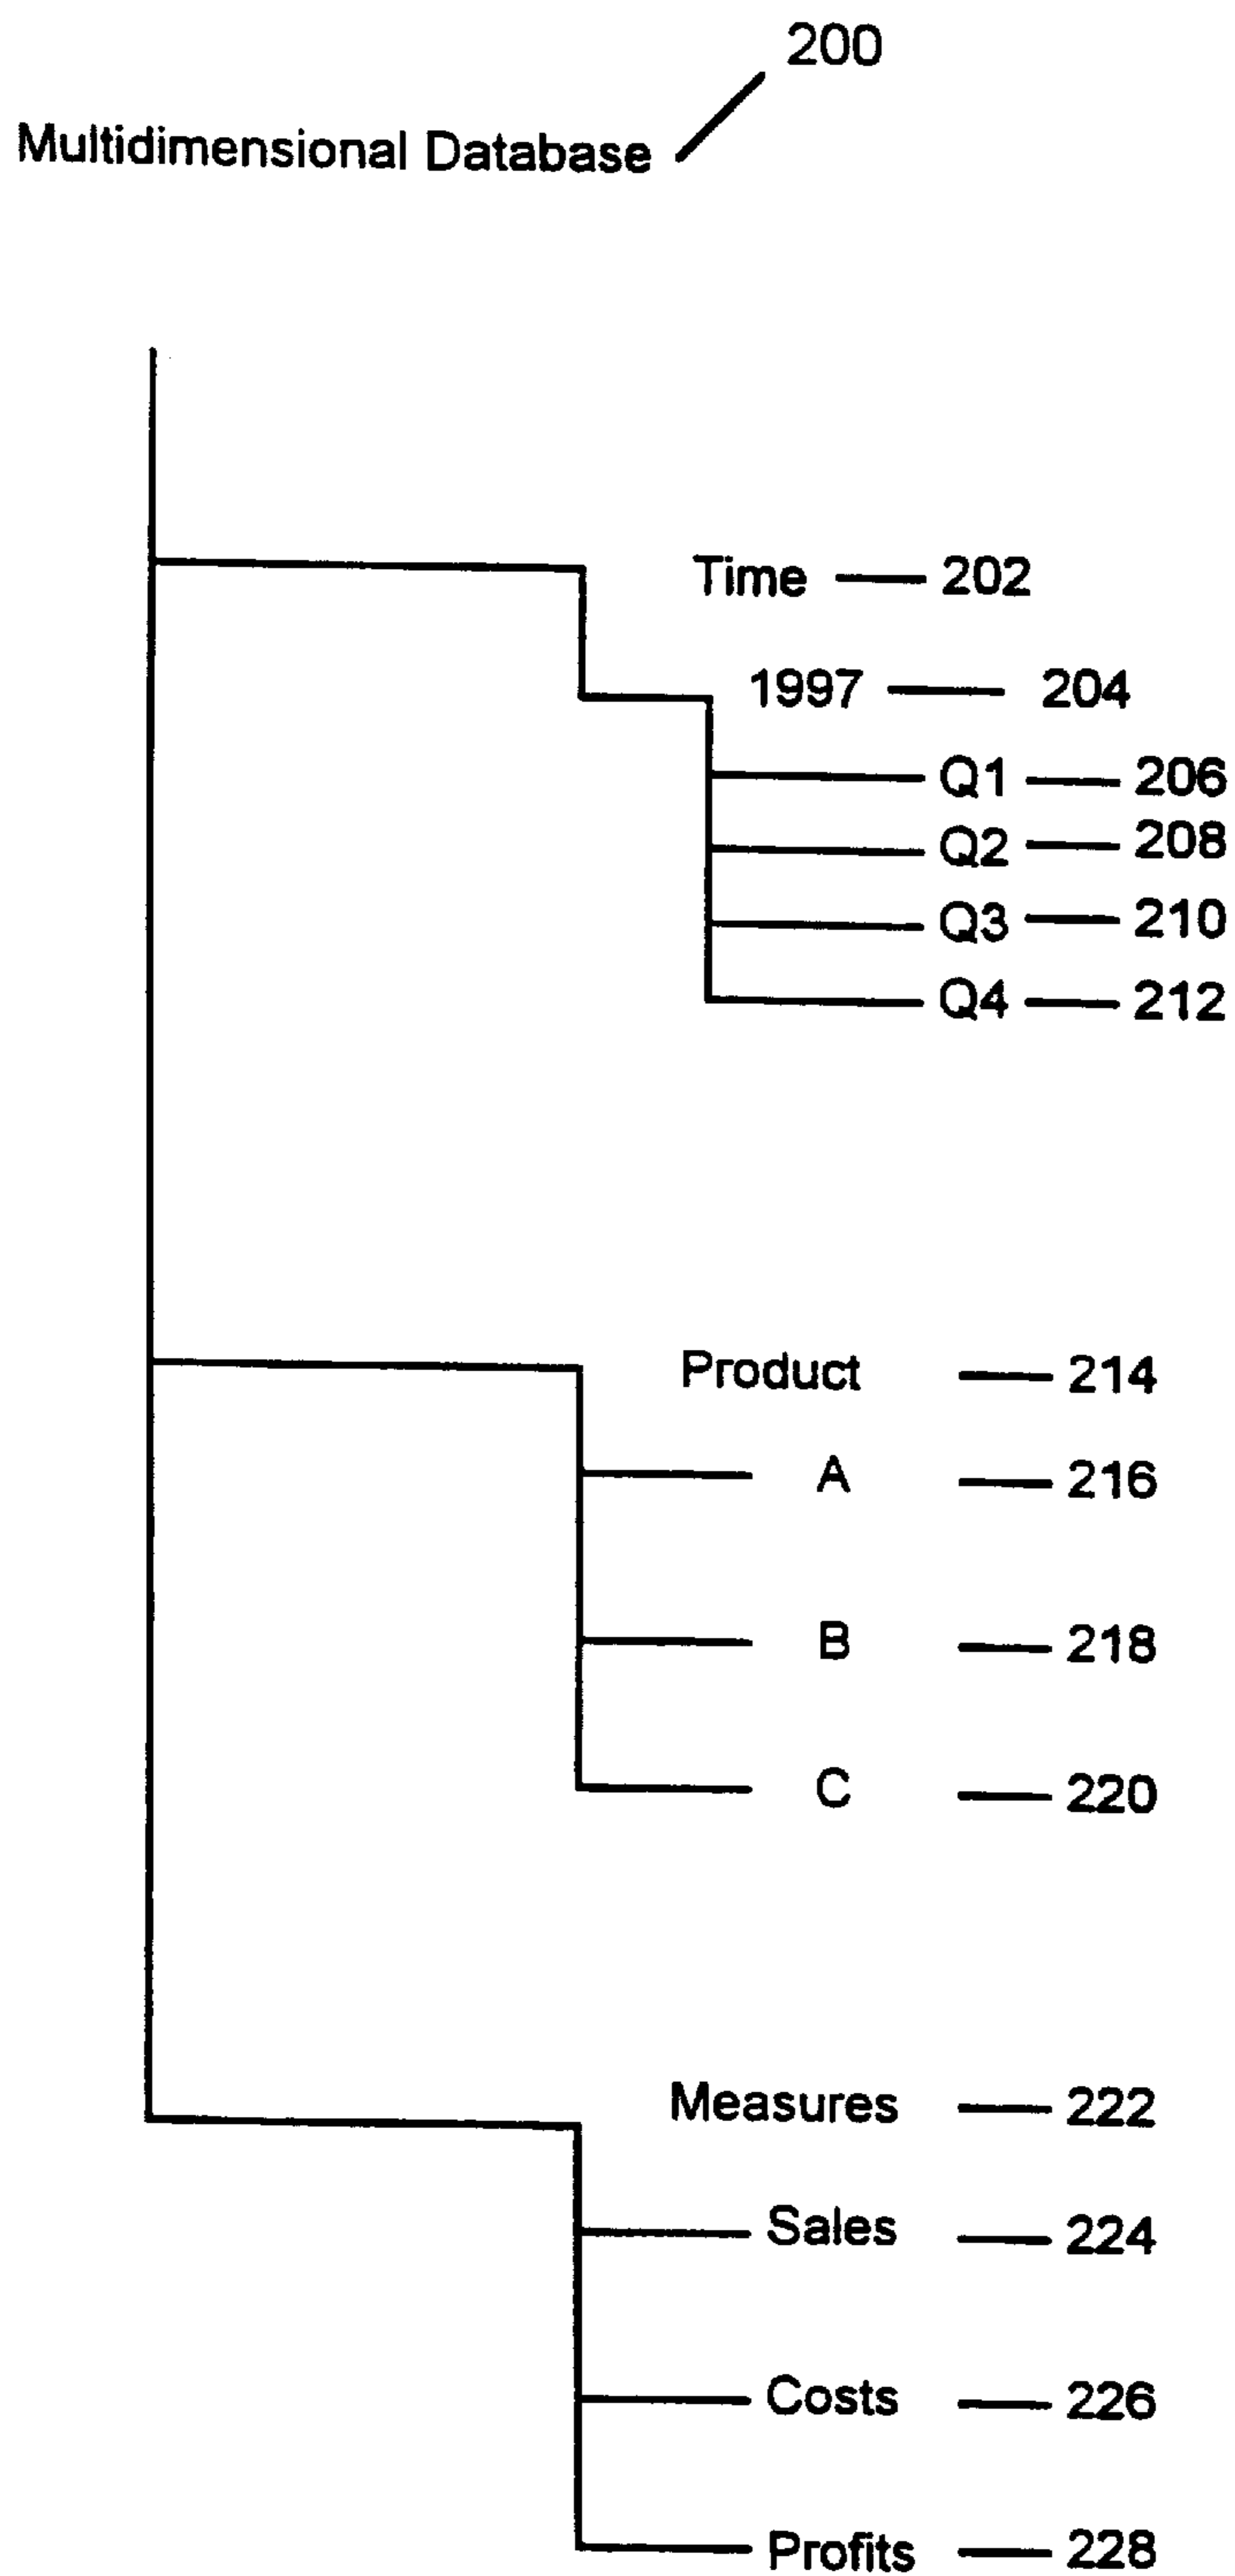 200
Multidimensional Database
Time 202
1997 204
Q1 206
Q2 208
Q3 210
Q4 212
Product 214
A 216
B 218
C 220
Measures 222
Sales 224
Costs 226
Profits 228